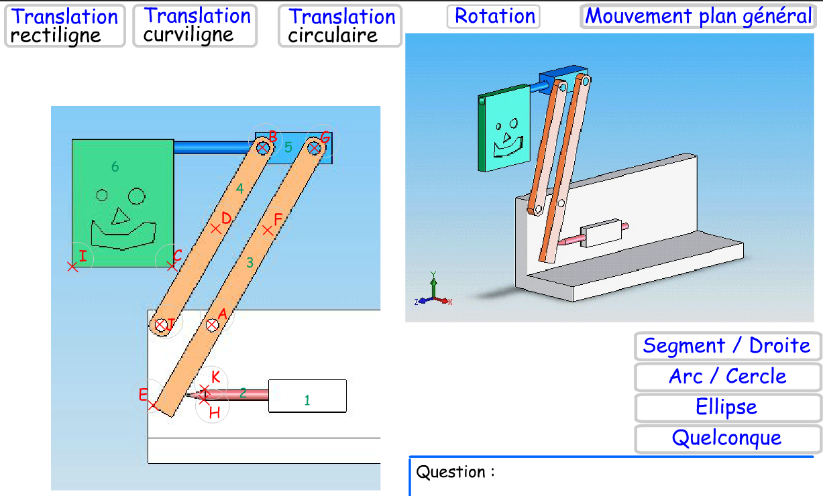 Translation
rectiligne
Translation
curviligne
Translation
circulaire
Rotation
Mouvement plan général
B
G
5
6
4
D
F
I
C
3
J
A
E
K
2
1
H
Y
Z
X
Segment / Droite
Arc / Cercle
Ellipse
Quelconque
Question :